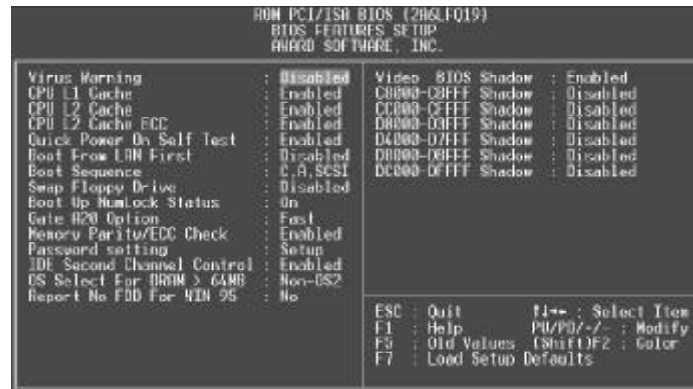 ROM PCI/ISA BIOS (2A6LFQ19)
BIOS FEATURES SETUP
AWARD SOFTWARE, INC.
Virus Warning : Disabled
CPU L1 Cache : Enabled
CPU L2 Cache : Enabled
CPU L2 Cache ECC : Enabled
Quick Power On Self Test : Enabled
Boot From LAN First : Disabled
Boot Sequence : C,A,SCSI
Swap Floppy Drive : Disabled
Boot Up NumLock Status : On
Gate A20 Option : Fast
Memory Parity/ECC Check : Enabled
Password setting : Setup
IDE Second Channel Control : Enabled
OS Select For DRAM > 64MB : Non-OS2
Report No FDD For WIN 95 : No
Video BIOS Shadow : Enabled
C8000-CBFFF Shadow : Disabled
CC000-CFFFF Shadow : Disabled
D0000-D3FFF Shadow : Disabled
D4000-D7FFF Shadow : Disabled
D8000-DBFFF Shadow : Disabled
DC000-DFFFF Shadow : Disabled
ESC : Quit ↑↓→← : Select Item
F1 : Help PU/PD/+/- : Modify
F5 : Old Values (Shift)F2 : Color
F7 : Load Setup Defaults